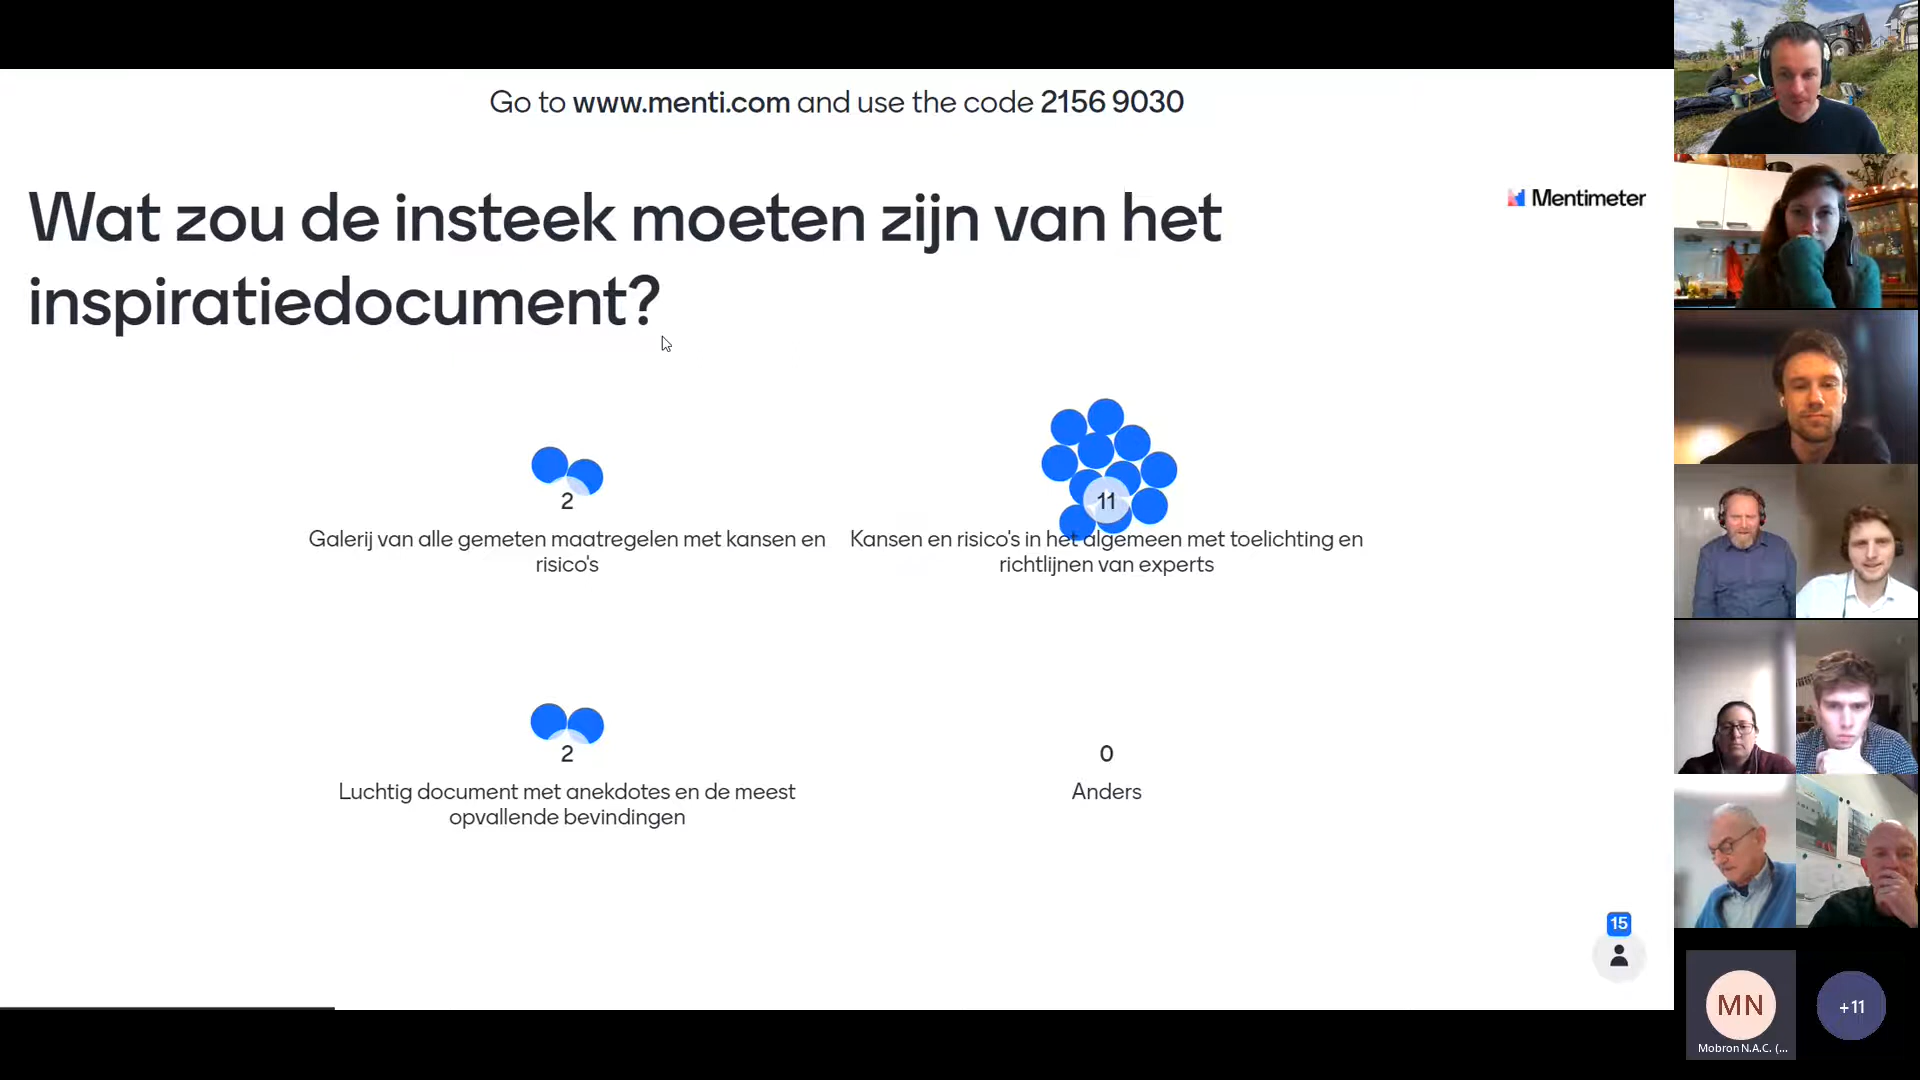 Go to www.menti.com and use the code 2156 9030
Mentimeter
Wat zou de insteek moeten zijn van het
inspiratiedocument?
2
Galerij van alle gemeten maatregelen met kansen en
risico's
11
Kansen en risico's in het algemeen met toelichting en
richtlijnen van experts
2
Luchtig document met anekdotes en de meest
opvallende bevindingen
0
Anders
15
MN
Mobron N.A.C. (...
+11